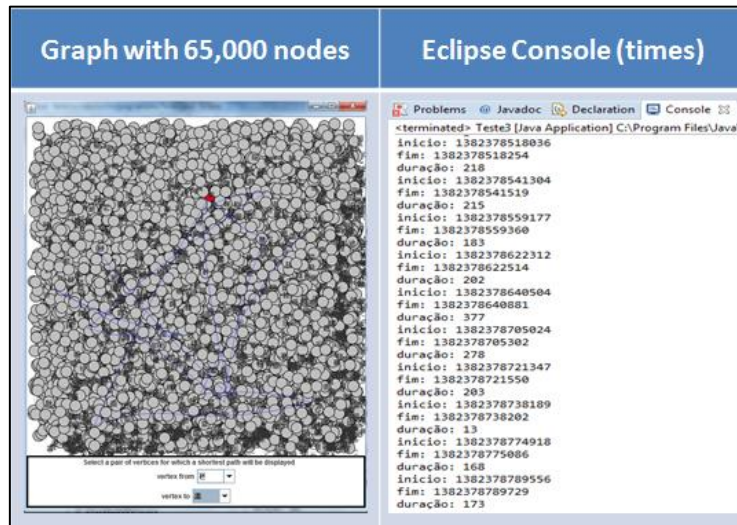 Graph with 65,000 nodes
Eclipse Console (times)
Select a pair of vertices for which a shortest path will be displayed
vertex from
vertex to
Problems @ Javadoc Declaration Console
<terminated> Teste3 [Java Application] C:\Program Files\Java\
inicio: 1382378518036
fim: 1382378518254
duração: 218
inicio: 1382378541304
fim: 1382378541519
duração: 215
inicio: 1382378559177
fim: 1382378559360
duração: 183
inicio: 1382378622312
fim: 1382378622514
duração: 202
inicio: 1382378640504
fim: 1382378640881
duração: 377
inicio: 1382378705024
fim: 1382378705302
duração: 278
inicio: 1382378721347
fim: 1382378721550
duração: 203
inicio: 1382378738189
fim: 1382378738202
duração: 13
inicio: 1382378774918
fim: 1382378775086
duração: 168
inicio: 1382378789556
fim: 1382378789729
duração: 173